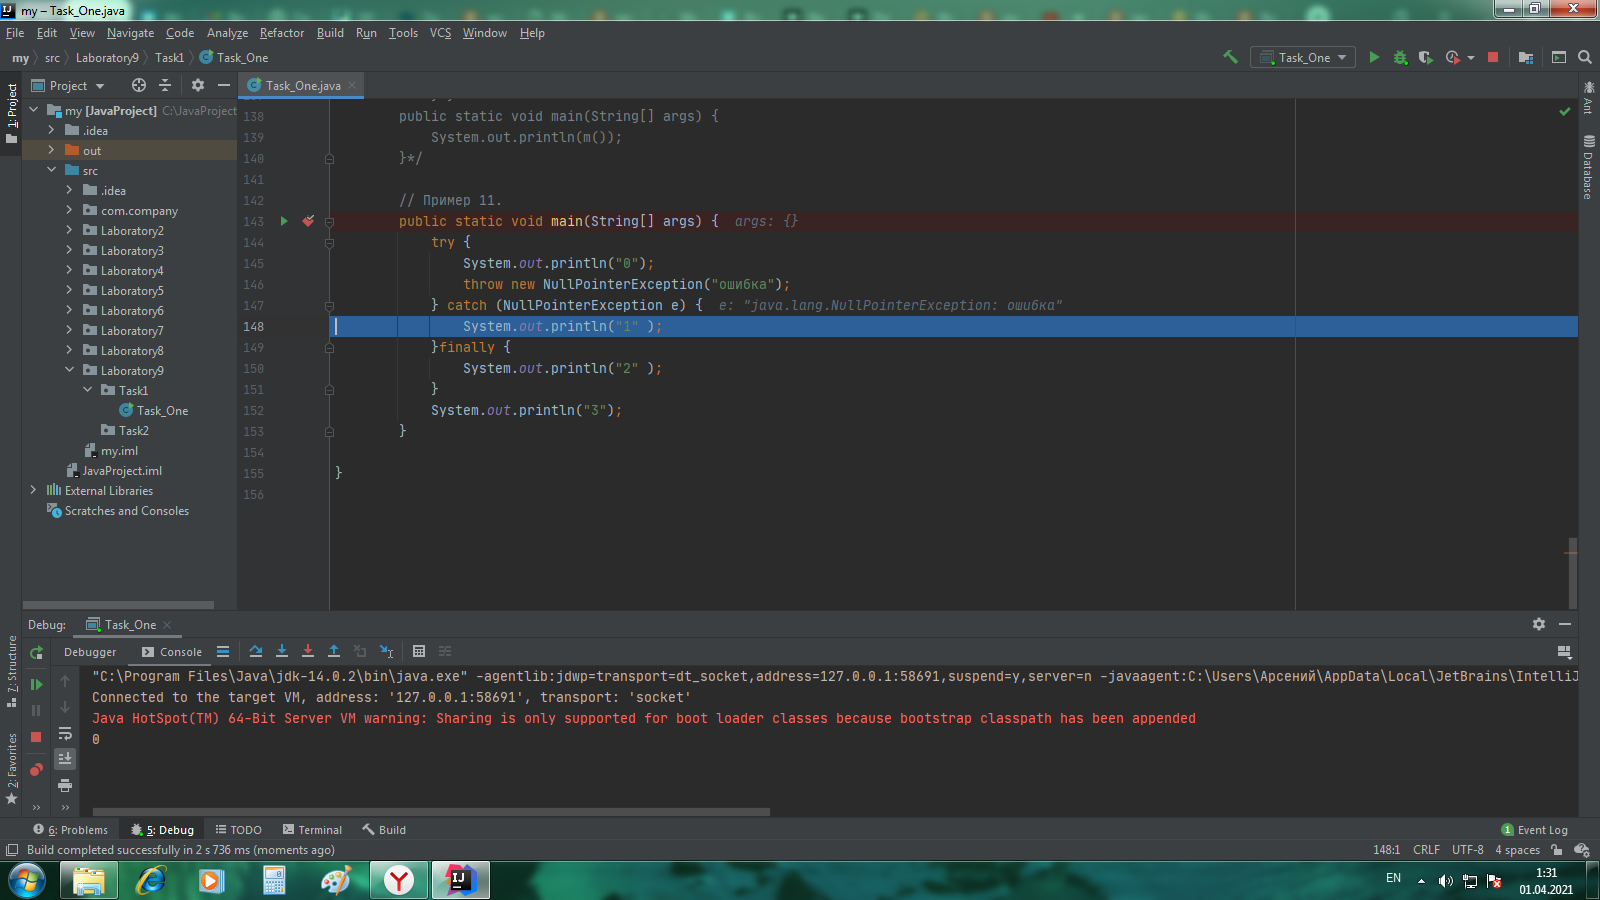 my – Task_One.java
File Edit View Navigate Code Analyze Refactor Build Run Tools VCS Window Help
my src Laboratory9 Task1 Task_One
Task_One
1: Project
Project
my [JavaProject] C:\JavaProject
.idea
out
src
.idea
com.company
Laboratory2
Laboratory3
Laboratory4
Laboratory5
Laboratory6
Laboratory7
Laboratory8
Laboratory9
Task1
Task_One
Task2
my.iml
JavaProject.iml
External Libraries
Scratches and Consoles
Task_One.java
138 public static void main(String[] args) {
139 System.out.println(m());
140 }*/
141
142 // Пример 11.
143 public static void main(String[] args) { args: {}
144 try {
145 System.out.println("0");
146 throw new NullPointerException("ошибка");
147 } catch (NullPointerException e) { e: "java.lang.NullPointerException: ошибка"
148 System.out.println("1" );
149 }finally {
150 System.out.println("2" );
151 }
152 System.out.println("3");
153 }
154
155 }
156
Ant
Database
7: Structure
2: Favorites
Debug: Task_One
Debugger Console
"C:\Program Files\Java\jdk-14.0.2\bin\java.exe" -agentlib:jdwp=transport=dt_socket,address=127.0.0.1:58691,suspend=y,server=n -javaagent:C:\Users\Арсений\AppData\Local\JetBrains\IntelliJ
Connected to the target VM, address: '127.0.0.1:58691', transport: 'socket'
Java HotSpot(TM) 64-Bit Server VM warning: Sharing is only supported for boot loader classes because bootstrap classpath has been appended
0
6: Problems 5: Debug TODO Terminal Build
1 Event Log
Build completed successfully in 2 s 736 ms (moments ago)
148:1 CRLF UTF-8 4 spaces
EN
1:31
01.04.2021